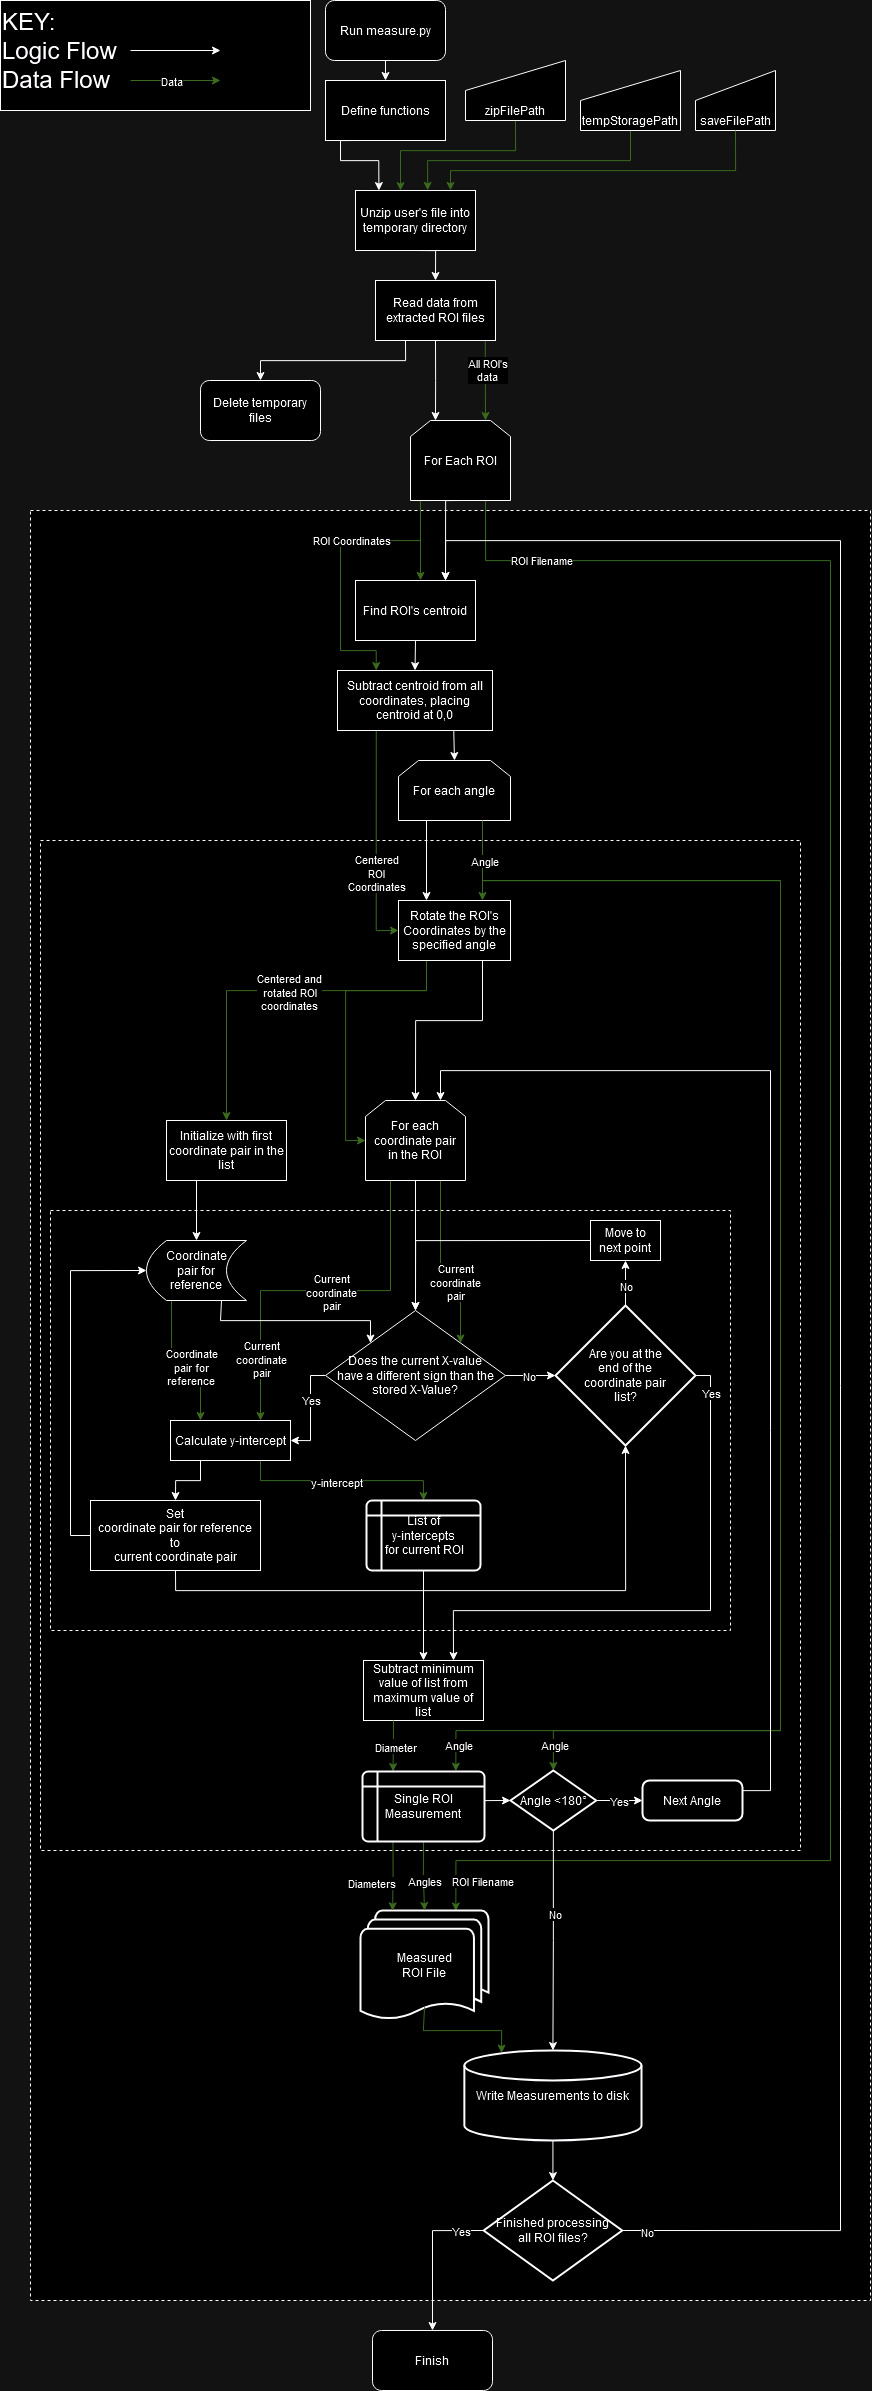 KEY:
Logic Flow
Data Flow
Data
Run measure.py
Define functions
zipFilePath
tempStoragePath
saveFilePath
Unzip user's file into
temporary directory
Read data from
extracted ROI files
All ROI's
data
Delete temporary
files
For Each ROI
ROI Coordinates
ROI Filename
Find ROI's centroid
Subtract centroid from all
coordinates, placing
centroid at 0,0
For each angle
Centered
ROI
Coordinates
Angle
Rotate the ROI's
Coordinates by the
specified angle
Centered and
rotated ROI
coordinates
For each
coordinate pair
in the ROI
Initialize with first
coordinate pair in the
list
Move to
next point
Coordinate
pair for
reference
Current
coordinate
pair
Current
coordinate
pair
No
Coordinate
pair for
reference
Current
coordinate
pair
Does the current X-value
have a different sign than the
stored X-Value?
No
Are you at the
end of the
coordinate pair
list?
Yes
Yes
Calculate y-intercept
y-intercept
Set
coordinate pair for reference
to
current coordinate pair
List of
y-intercepts
for current ROI
Subtract minimum
value of list from
maximum value of
list
Diameter
Angle
Angle
Single ROI
Measurement
Angle <180°
Yes
Next Angle
Diameters
Angles
ROI Filename
No
Measured
ROI File
Write Measurements to disk
Finished processing
all ROI files?
Yes
No
Finish